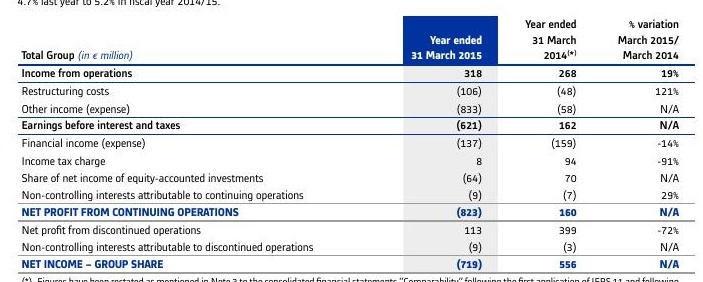 4.7% last year to 5.2% in fiscal year 2014/15.
Total Group (in € million) Year ended 31 March 2015 Year ended 31 March 2014(*) % variation March 2015/ March 2014
Income from operations 318 268 19%
Restructuring costs (106) (48) 121%
Other income (expense) (833) (58) N/A
Earnings before interest and taxes (621) 162 N/A
Financial income (expense) (137) (159) -14%
Income tax charge 8 94 -91%
Share of net income of equity-accounted investments (64) 70 N/A
Non-controlling interests attributable to continuing operations (9) (7) 29%
NET PROFIT FROM CONTINUING OPERATIONS (823) 160 N/A
Net profit from discontinued operations 113 399 -72%
Non-controlling interests attributable to discontinued operations (9) (3) N/A
NET INCOME – GROUP SHARE (719) 556 N/A
(*) Figures have been restated as mentioned in Note 3 to the consolidated financial statements "Comparability" following the first application of IFRS 11 and following